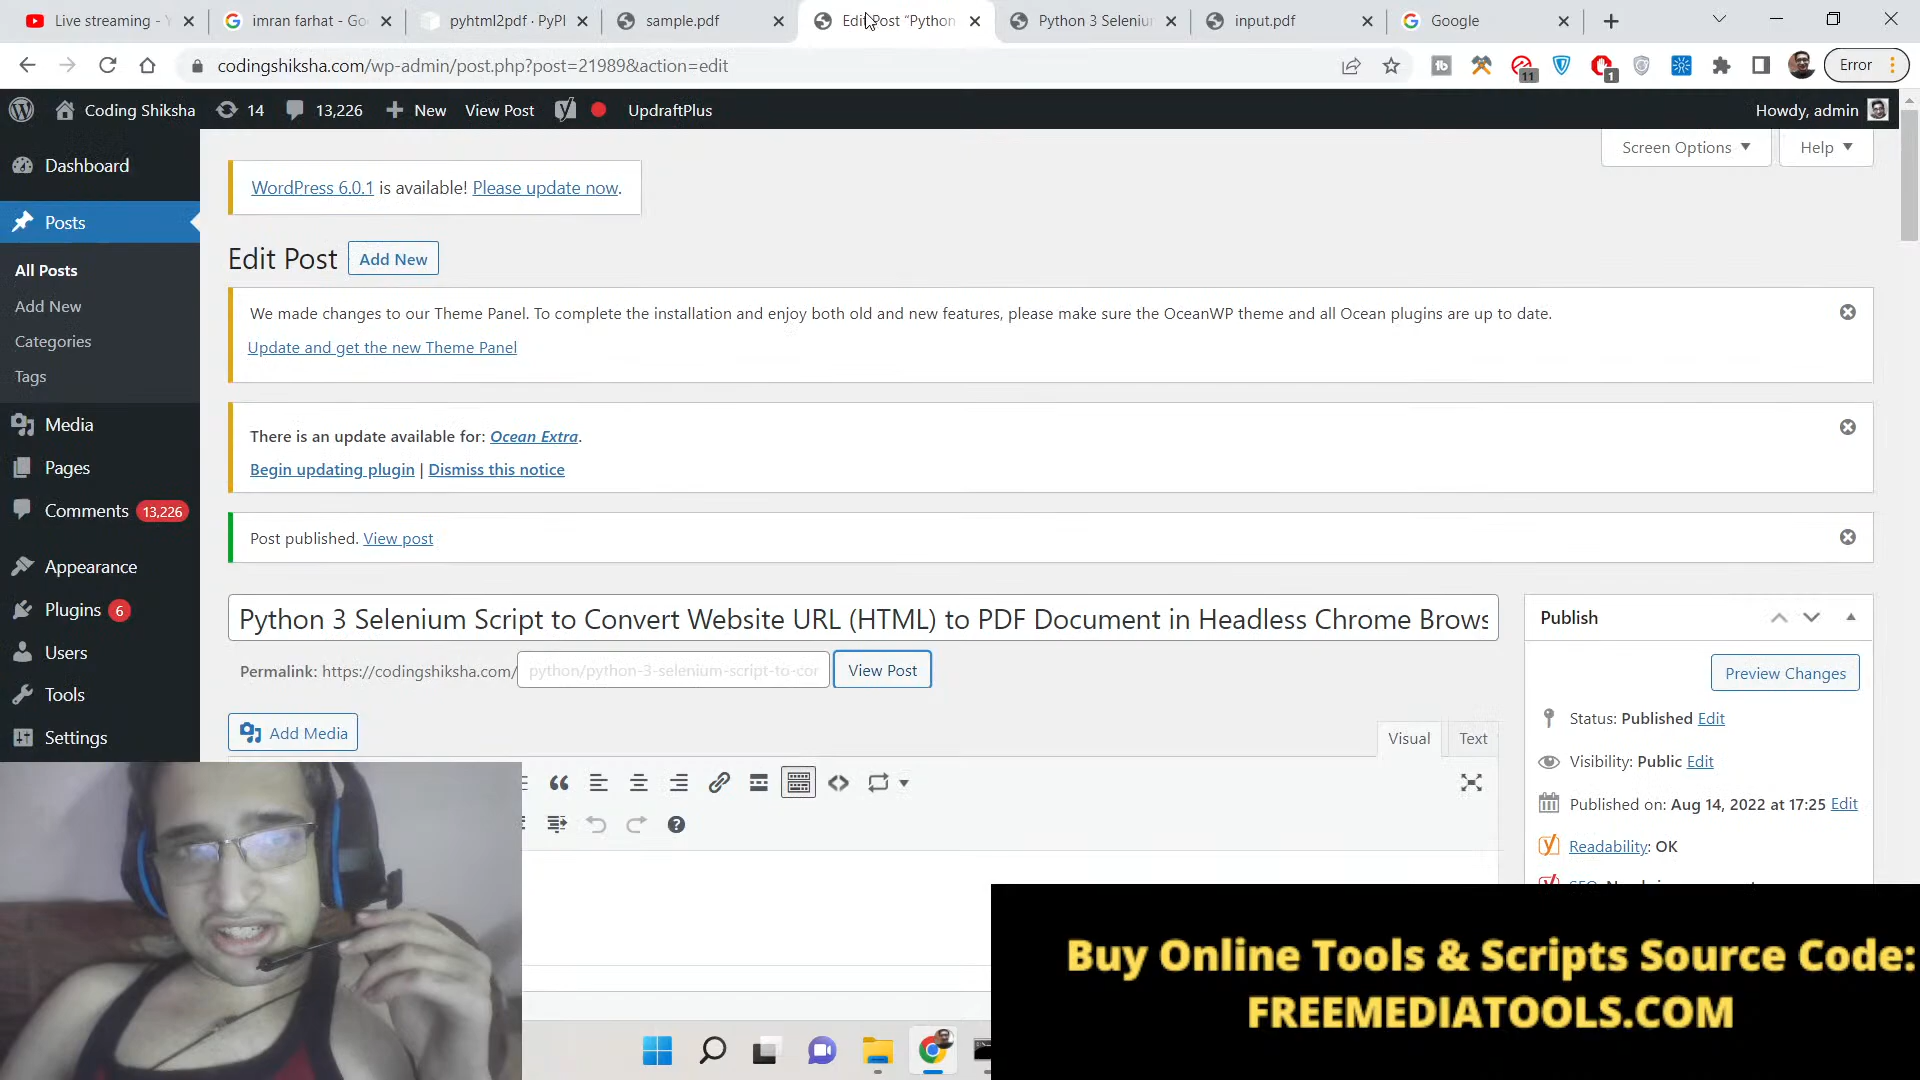 Live streaming - Y
imran farhat - Goo
pyhtml2pdf · PyPI
sample.pdf
Edit Post “Python
Python 3 Seleniu
input.pdf
Google
codingshiksha.com/wp-admin/post.php?post=21989&action=edit
11
1
Error
Coding Shiksha
14
13,226
New
View Post
UpdraftPlus
Howdy, admin
Dashboard
Posts
All Posts
Add New
Categories
Tags
Media
Pages
Comments 13,226
Appearance
Plugins 6
Users
Tools
Settings
Screen Options
Help
WordPress 6.0.1 is available! Please update now.
Edit Post
Add New
We made changes to our Theme Panel. To complete the installation and enjoy both old and new features, please make sure the OceanWP theme and all Ocean plugins are up to date.
Update and get the new Theme Panel
There is an update available for: Ocean Extra.
Begin updating plugin | Dismiss this notice
Post published. View post
Python 3 Selenium Script to Convert Website URL (HTML) to PDF Document in Headless Chrome Brows
Permalink: https://codingshiksha.com/ python/python-3-selenium-script-to-cor
View Post
Add Media
Visual
Text
Publish
Preview Changes
Status: Published Edit
Visibility: Public Edit
Published on: Aug 14, 2022 at 17:25 Edit
Readability: OK
Buy Online Tools & Scripts Source Code:
FREEMEDIATOOLS.COM